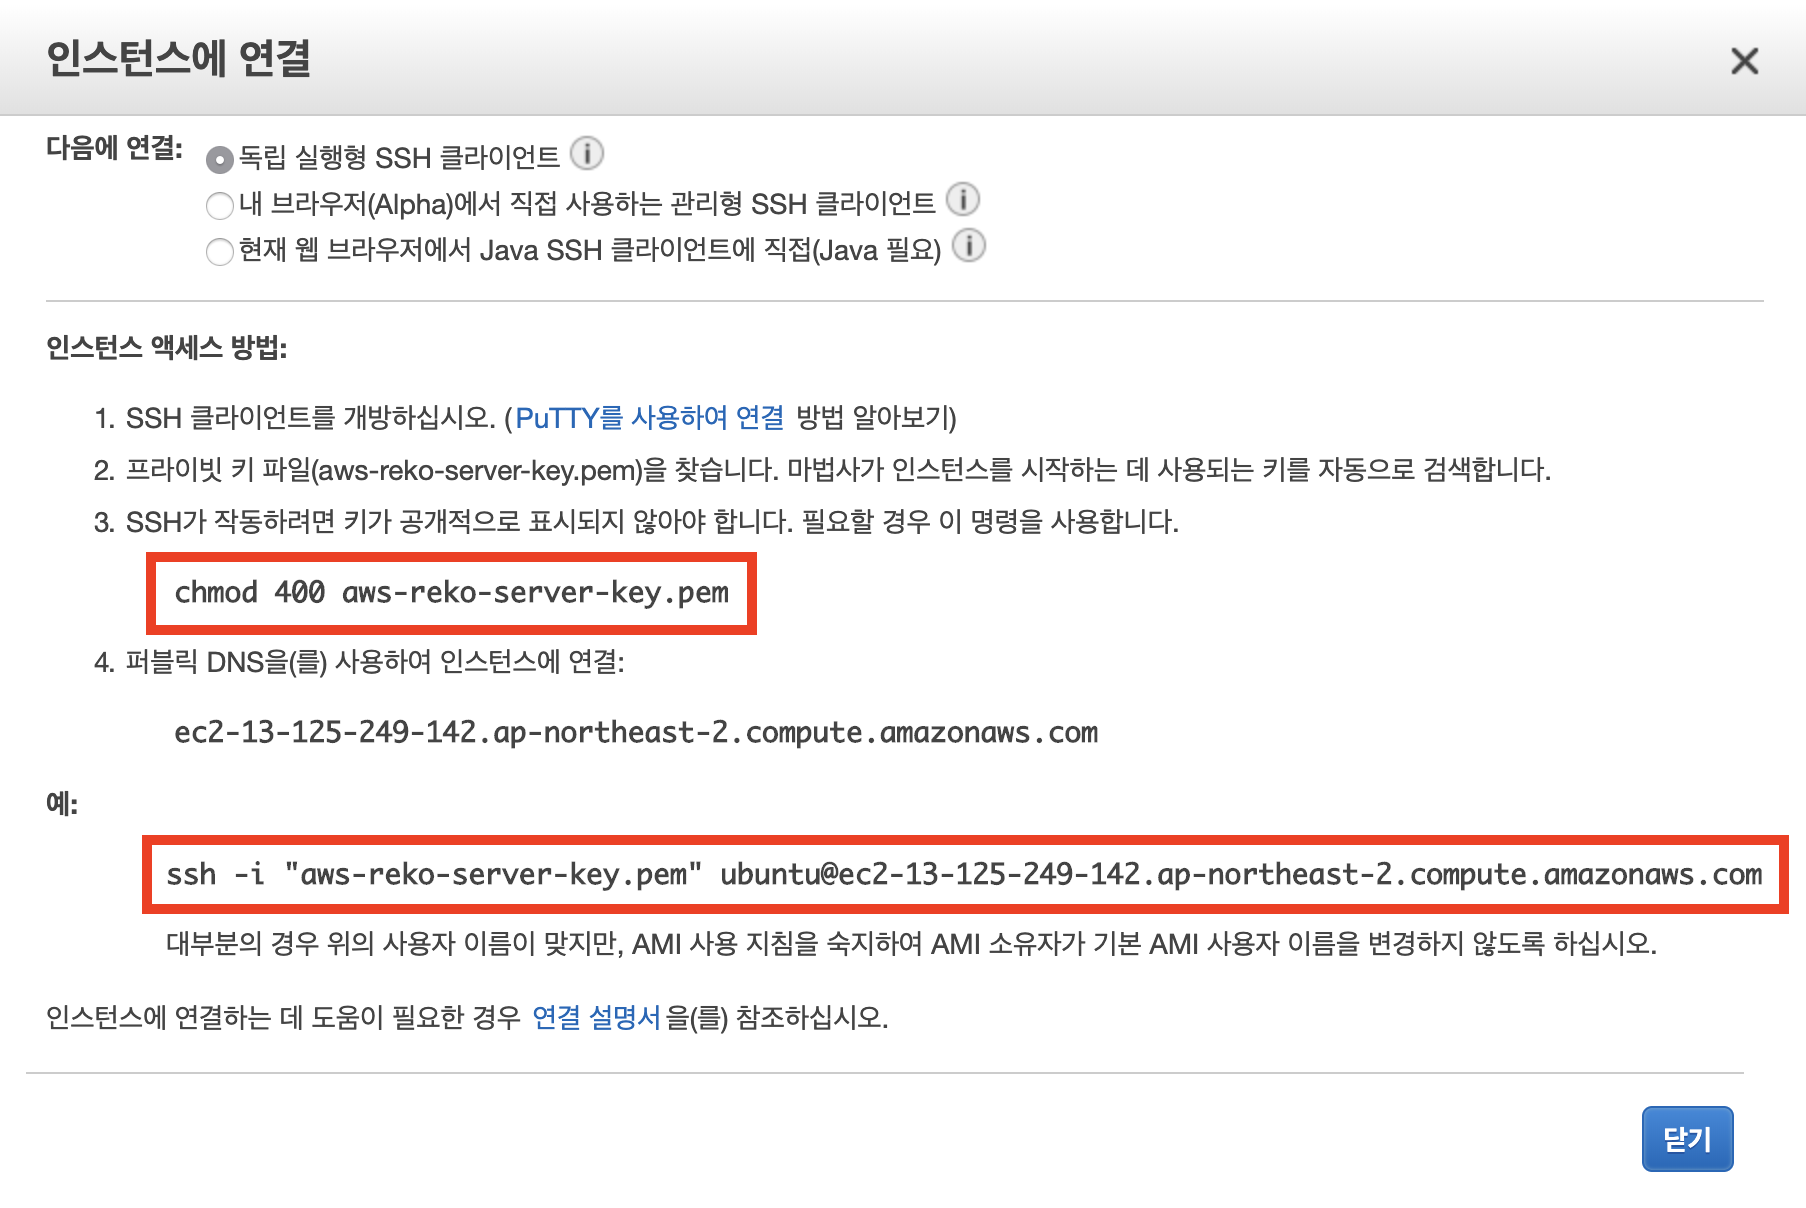 인스턴스에 연결
다음에 연결:
독립 실행형 SSH 클라이언트
내 브라우저(Alpha)에서 직접 사용하는 관리형 SSH 클라이언트
현재 웹 브라우저에서 Java SSH 클라이언트에 직접(Java 필요)
인스턴스 액세스 방법:
1. SSH 클라이언트를 개방하십시오. (PuTTY를 사용하여 연결 방법 알아보기)
2. 프라이빗 키 파일(aws-reko-server-key.pem)을 찾습니다. 마법사가 인스턴스를 시작하는 데 사용되는 키를 자동으로 검색합니다.
3. SSH가 작동하려면 키가 공개적으로 표시되지 않아야 합니다. 필요할 경우 이 명령을 사용합니다.
chmod 400 aws-reko-server-key.pem
4. 퍼블릭 DNS을(를) 사용하여 인스턴스에 연결:
ec2-13-125-249-142.ap-northeast-2.compute.amazonaws.com
예:
ssh -i "aws-reko-server-key.pem" ubuntu@ec2-13-125-249-142.ap-northeast-2.compute.amazonaws.com
대부분의 경우 위의 사용자 이름이 맞지만, AMI 사용 지침을 숙지하여 AMI 소유자가 기본 AMI 사용자 이름을 변경하지 않도록 하십시오.
인스턴스에 연결하는 데 도움이 필요한 경우 연결 설명서을(를) 참조하십시오.
닫기